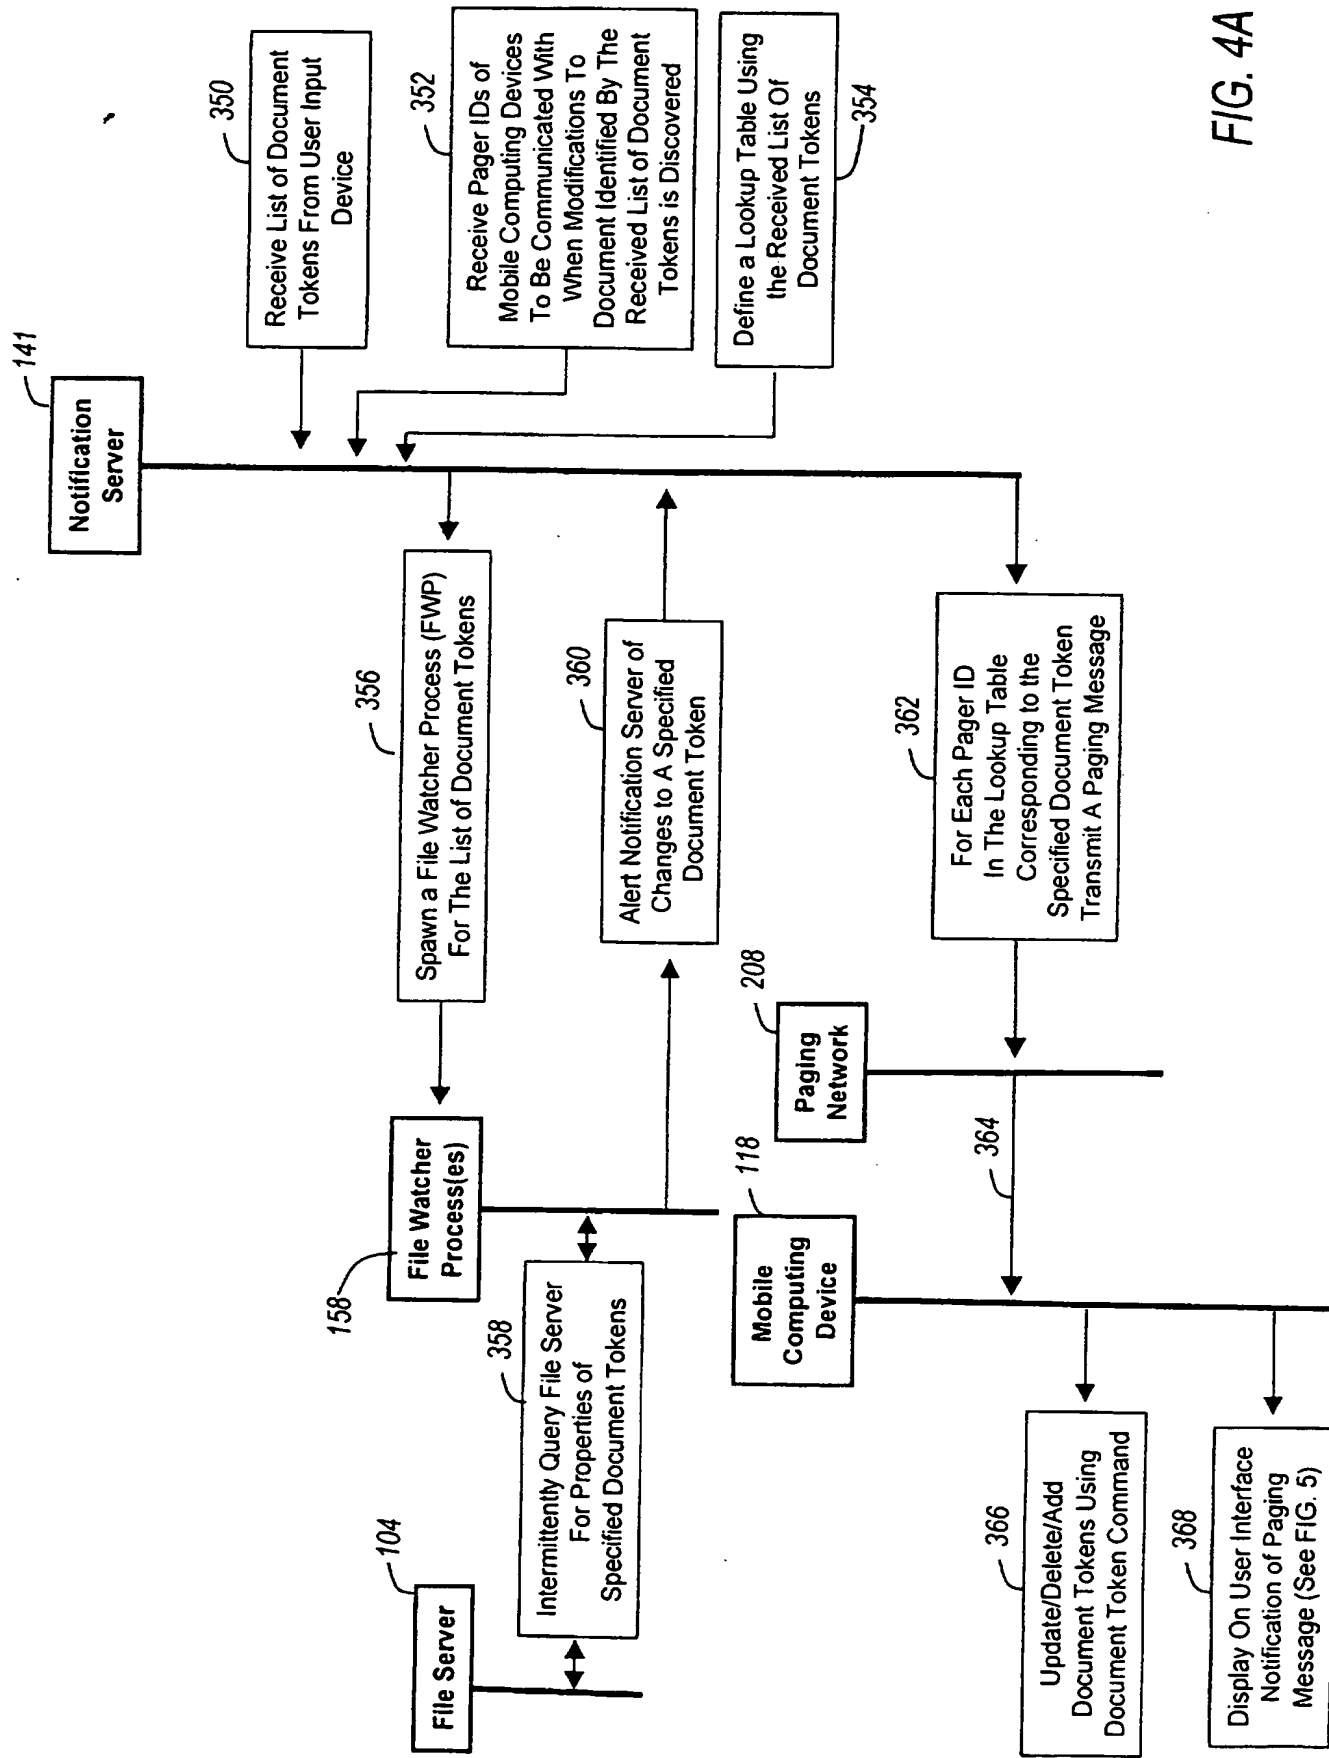 141
Notification
Server
350
Receive List of Document
Tokens From User Input
Device
352
Receive Pager IDs of
Mobile Computing Devices
To Be Communicated With
When Modifications To
Document Identified By The
Received List of Document
Tokens is Discovered
Define a Lookup Table Using
the Received List Of
Document Tokens
354
356
Spawn a File Watcher Process (FWP)
For The List of Document Tokens
360
Alert Notification Server of
Changes to A Specified
Document Token
362
For Each Pager ID
In The Lookup Table
Corresponding to the
Specified Document Token
Transmit A Paging Message
158
File Watcher
Process(es)
208
Paging
Network
364
118
Mobile
Computing
Device
104
File Server
358
Intermittently Query File Server
For Properties of
Specified Document Tokens
366
Update/Delete/Add
Document Tokens Using
Document Token Command
368
Display On User Interface
Notification of Paging
Message (See FIG. 5)
FIG. 4A